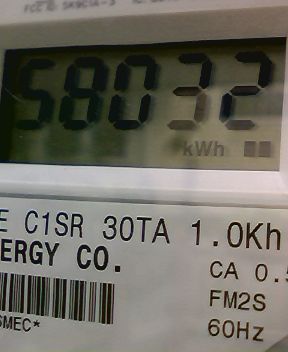 58032
kWh
E C1SR 30TA 1.0Kh
ERGY CO.
CA 0.5
FM2S
SMEC*
60Hz